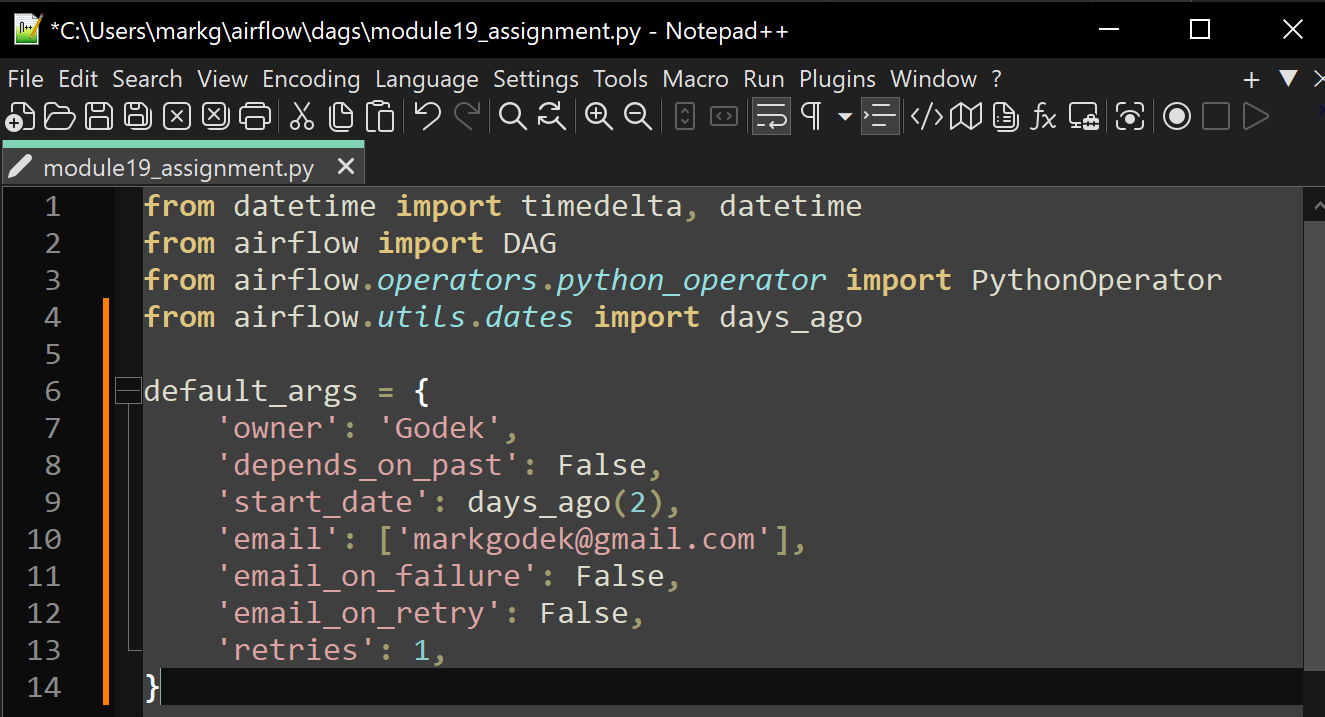 *C:\Users\markg\airflow\dags\module19_assignment.py - Notepad++
File Edit Search View Encoding Language Settings Tools Macro Run Plugins Window ?
module19_assignment.py
1 from datetime import timedelta, datetime
2 from airflow import DAG
3 from airflow.operators.python_operator import PythonOperator
4 from airflow.utils.dates import days_ago
5
6 default_args = {
7     'owner': 'Godek',
8     'depends_on_past': False,
9     'start_date': days_ago(2),
10     'email': ['markgodek@gmail.com'],
11     'email_on_failure': False,
12     'email_on_retry': False,
13     'retries': 1,
14 }